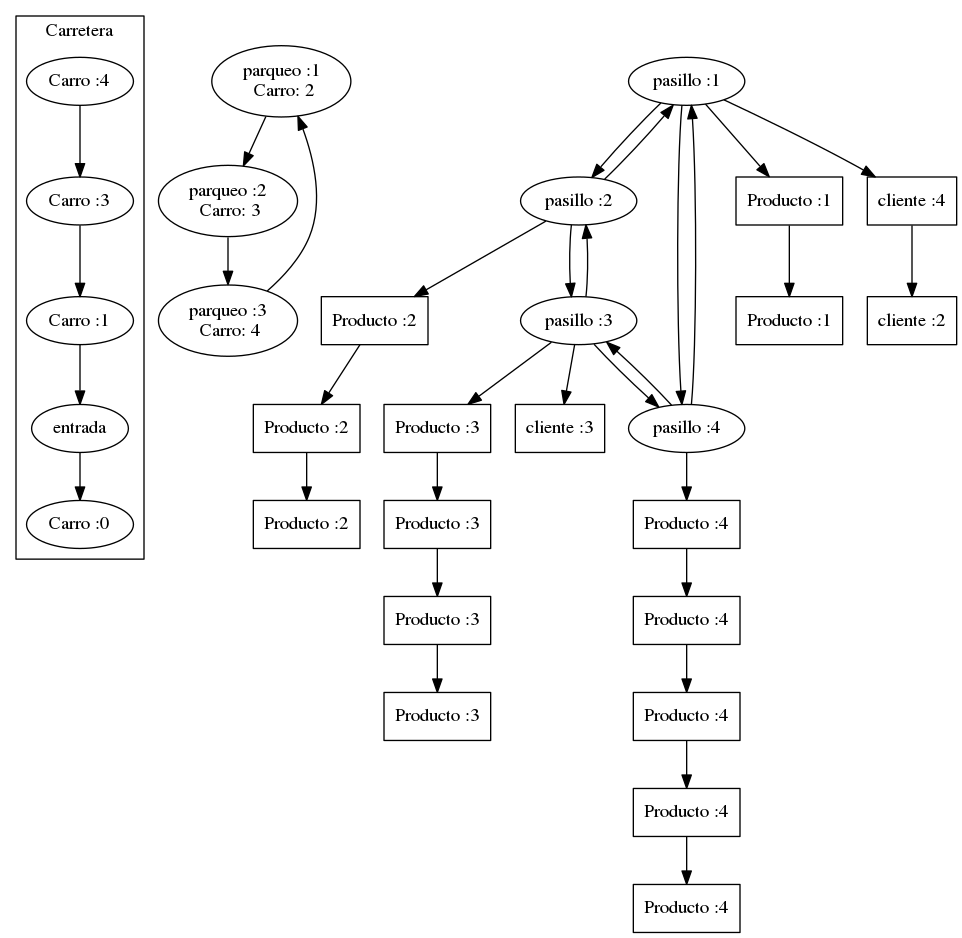 Carretera
Carro :4
parqueo :1
Carro: 2
pasillo :1
Carro :3
parqueo :2
Carro: 3
pasillo :2
Producto :1
cliente :4
Carro :1
parqueo :3
Carro: 4
Producto :2
pasillo :3
Producto :1
cliente :2
entrada
Producto :2
Producto :3
cliente :3
pasillo :4
Carro :0
Producto :2
Producto :3
Producto :4
Producto :3
Producto :4
Producto :3
Producto :4
Producto :4
Producto :4